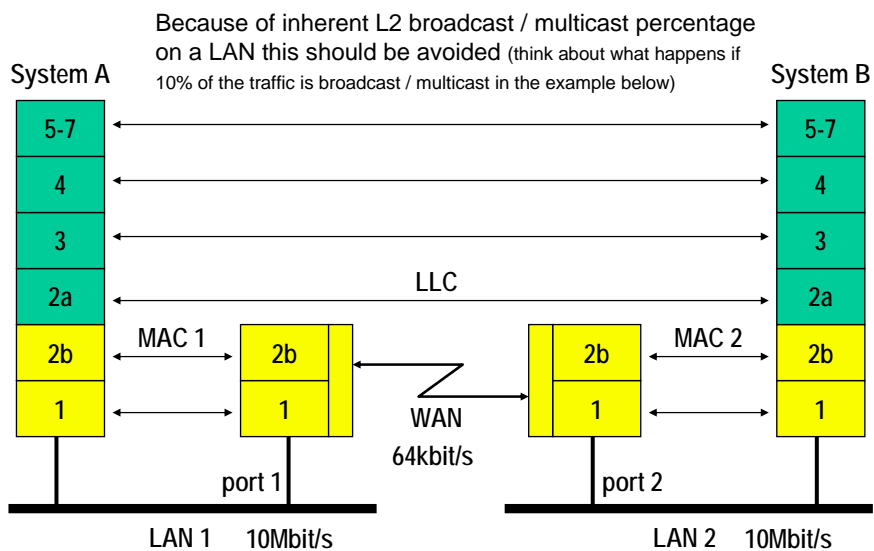 Because of inherent L2 broadcast / multicast percentage
on a LAN this should be avoided (think about what happens if
10% of the traffic is broadcast / multicast in the example below)
System A
System B
5-7
5-7
4
4
3
3
LLC
2a
2a
MAC 1
MAC 2
2b
2b
2b
2b
1
1
1
1
WAN
64kbit/s
port 1
port 2
LAN 1 10Mbit/s
LAN 2 10Mbit/s